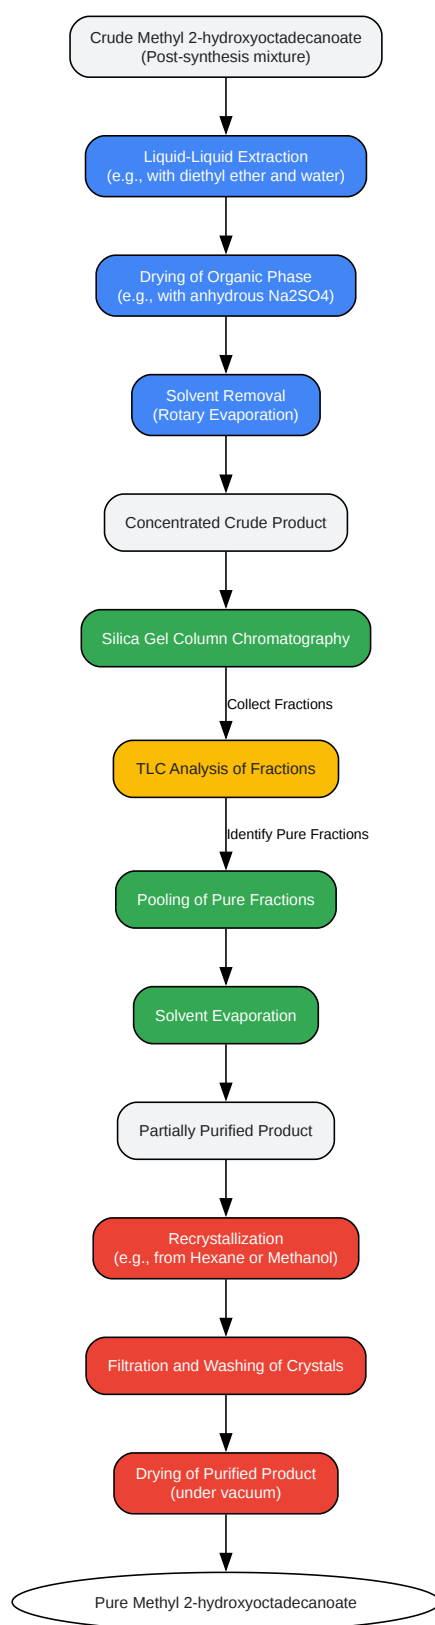 Crude Methyl 2-hydroxyoctadecanoate
(Post-synthesis mixture)
Liquid-Liquid Extraction
(e.g., with diethyl ether and water)
Drying of Organic Phase
(e.g., with anhydrous Na2SO4)
Solvent Removal
(Rotary Evaporation)
Concentrated Crude Product
Silica Gel Column Chromatography
Collect Fractions
TLC Analysis of Fractions
Identify Pure Fractions
Pooling of Pure Fractions
Solvent Evaporation
Partially Purified Product
Recrystallization
(e.g., from Hexane or Methanol)
Filtration and Washing of Crystals
Drying of Purified Product
(under vacuum)
Pure Methyl 2-hydroxyoctadecanoate